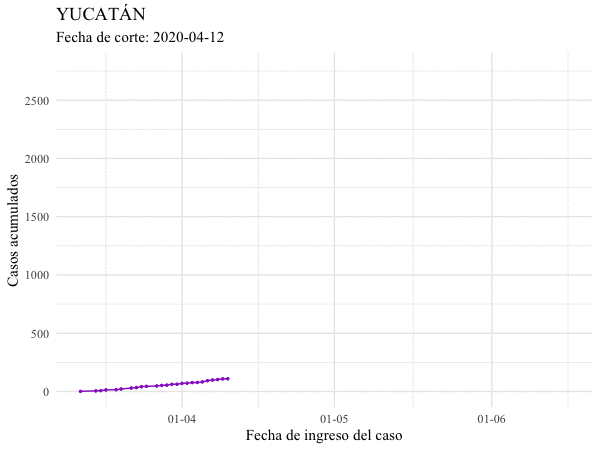 YUCATÁN
Fecha de corte: 2020-04-12
Casos acumulados
2500
2000
1500
1000
500
0
01-04 01-05 01-06
Fecha de ingreso del caso